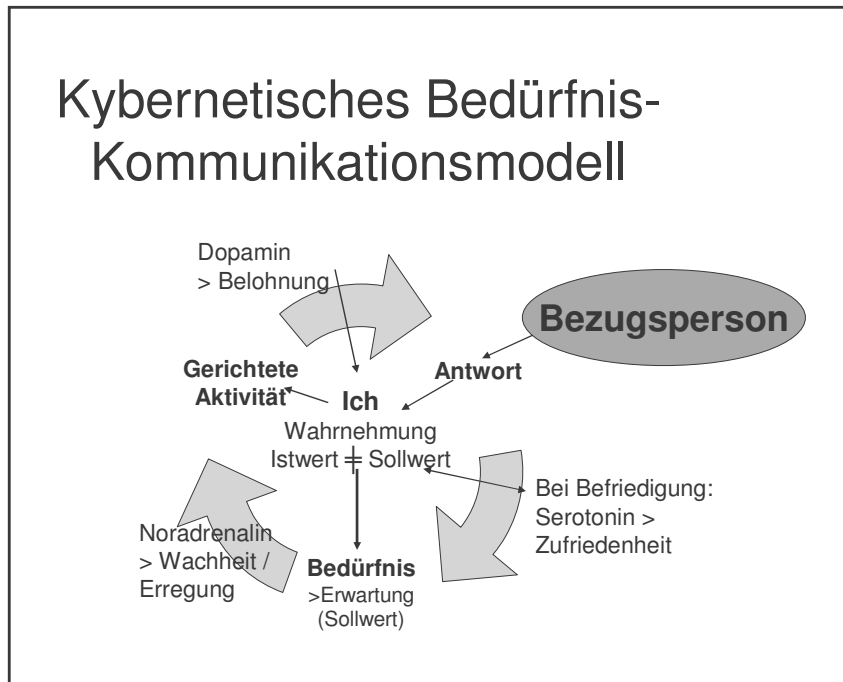 Kybernetisches Bedürfnis-
Kommunikationsmodell
Dopamin
> Belohnung
Bezugsperson
Gerichtete
Aktivität
Antwort
Ich
Wahrnehmung
Istwert ≠ Sollwert
Bei Befriedigung:
Serotonin >
Zufriedenheit
Noradrenalin
> Wachheit /
Erregung
Bedürfnis
>Erwartung
(Sollwert)